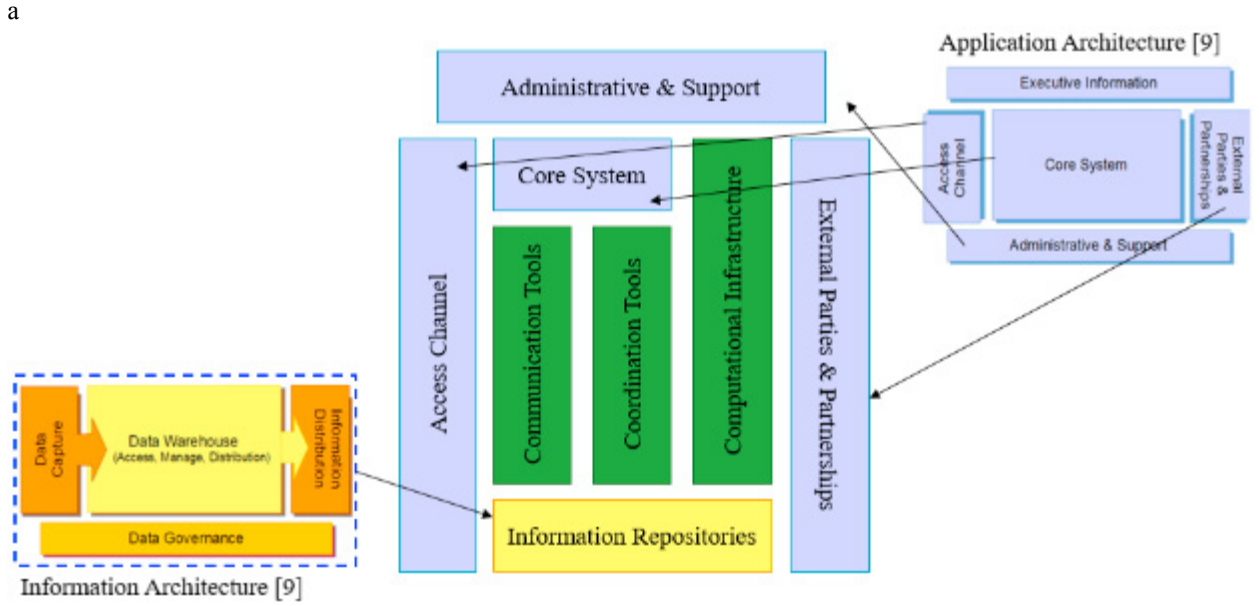 a
Application Architecture [9]
Executive Information
Access
Channel
Core System
External
Parties &
Partnerships
Administrative & Support
Administrative & Support
Core System
Access Channel
Communication Tools
Coordination Tools
Computational Infrastructure
External Parties & Partnerships
Information Repositories
Data
Capture
Data Warehouse
(Access, Manage, Distribution)
Information
Distribution
Data Governance
Information Architecture [9]